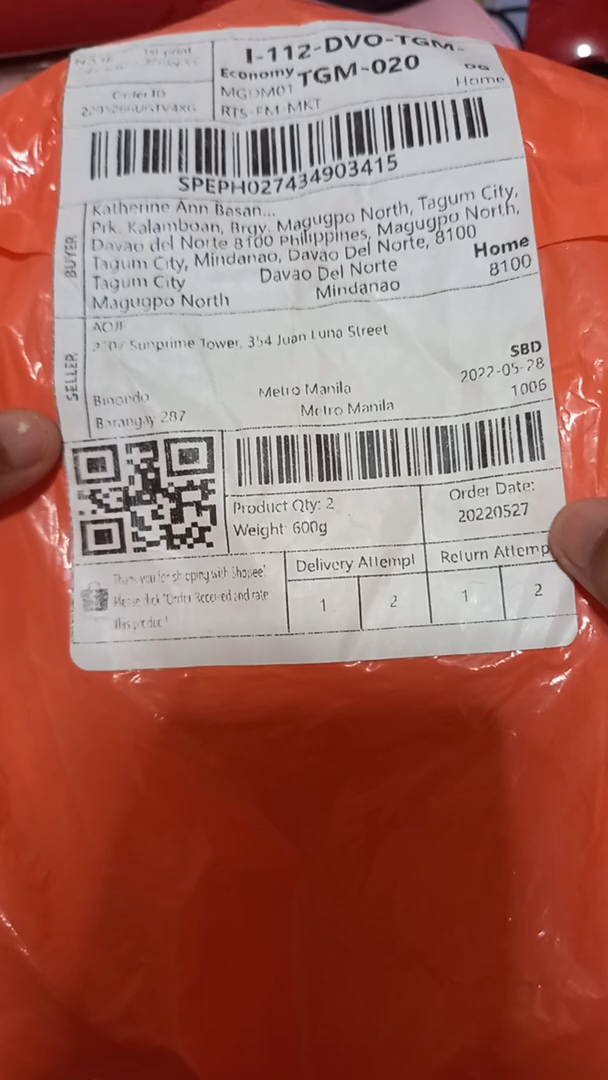 1st print
I-112-DVO-TGM-
Economy TGM-020
DG
Home
MGDM01
Order ID
RTS-FM-MKT
SPEPH027434903415
BUYER
Katherine Ann Basan...
Prk. Kalamboan, Brgy. Magugpo North, Tagum City,
Davao del Norte 8100 Philippines, Magugpo North,
Tagum City, Mindanao, Davao Del Norte, 8100
Tagum City Davao Del Norte Home
Magugpo North Mindanao 8100
SELLER
Sunprime Tower, 354 Juan Luna Street
SBD
Binondo Metro Manila 2022-05-28
Barangay 287 Metro Manila 1006
Product Qty: 2
Weight: 600g
Order Date:
20220527
Thank you for shopping with Shopee!
Please click "Order Received and rate
this product!
Delivery Attempt
Return Attemp
1 2 1 2